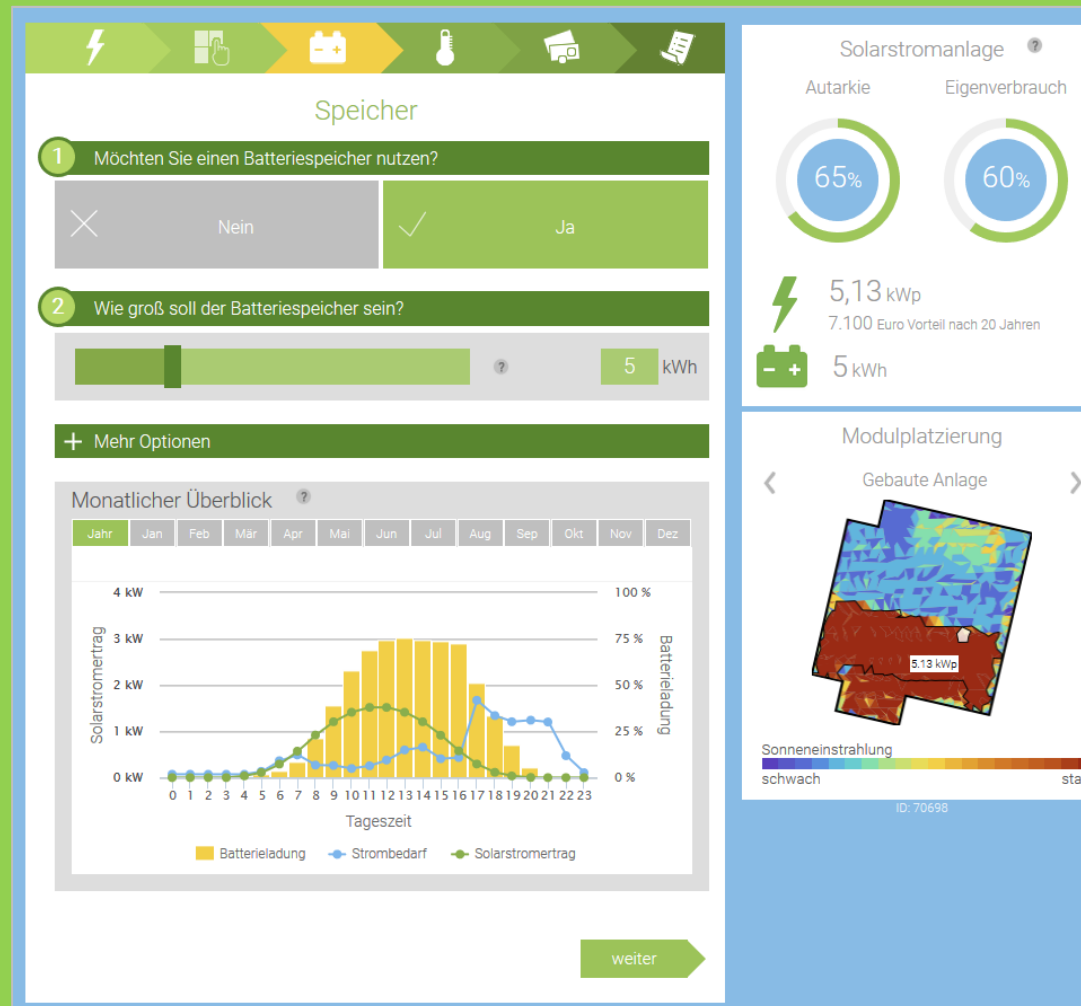 Speicher
1 Möchten Sie einen Batteriespeicher nutzen?
Nein
Ja
2 Wie groß soll der Batteriespeicher sein?
? 5 kWh
+ Mehr Optionen
Monatlicher Überblick ?
Jahr Jan Feb Mär Apr Mai Jun Jul Aug Sep Okt Nov Dez
4 kW 100 %
3 kW 75 %
2 kW 50 %
1 kW 25 %
0 kW 0 %
Solarstromertrag
Batterieladung
0 1 2 3 4 5 6 7 8 9 10 11 12 13 14 15 16 17 18 19 20 21 22 23
Tageszeit
Batterieladung Strombedarf Solarstromertrag
weiter
Solarstromanlage ?
Autarkie Eigenverbrauch
65% 60%
5,13 kWp
7.100 Euro Vorteil nach 20 Jahren
- +
5 kWh
Modulplatzierung
Gebaute Anlage
5.13 kWp
Sonneneinstrahlung
schwach sta
ID: 70698